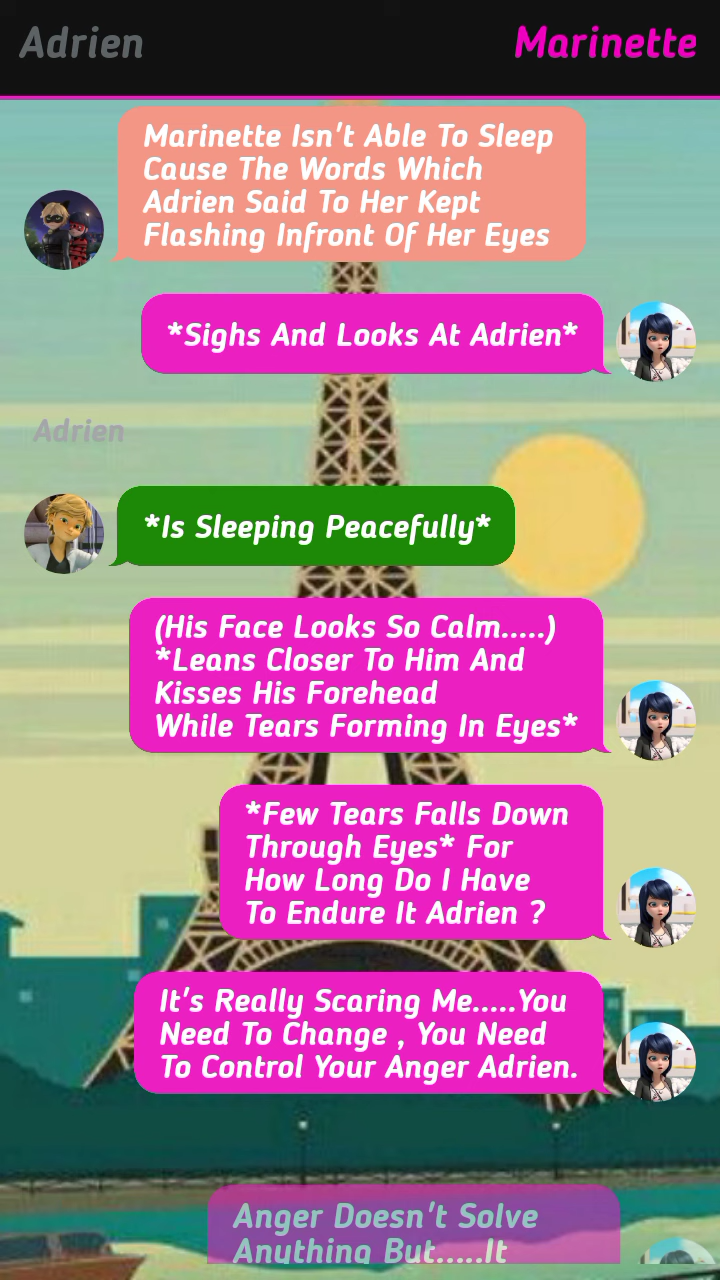 Adrien
Marinette
Marinette Isn't Able To Sleep
Cause The Words Which
Adrien Said To Her Kept
Flashing Infront Of Her Eyes
*Sighs And Looks At Adrien*
Adrien
*Is Sleeping Peacefully*
(His Face Looks So Calm.....)
*Leans Closer To Him And
Kisses His Forehead
While Tears Forming In Eyes*
*Few Tears Falls Down
Through Eyes* For
How Long Do I Have
To Endure It Adrien ?
It's Really Scaring Me.....You
Need To Change , You Need
To Control Your Anger Adrien.
Anger Doesn't Solve
Anything But.....It